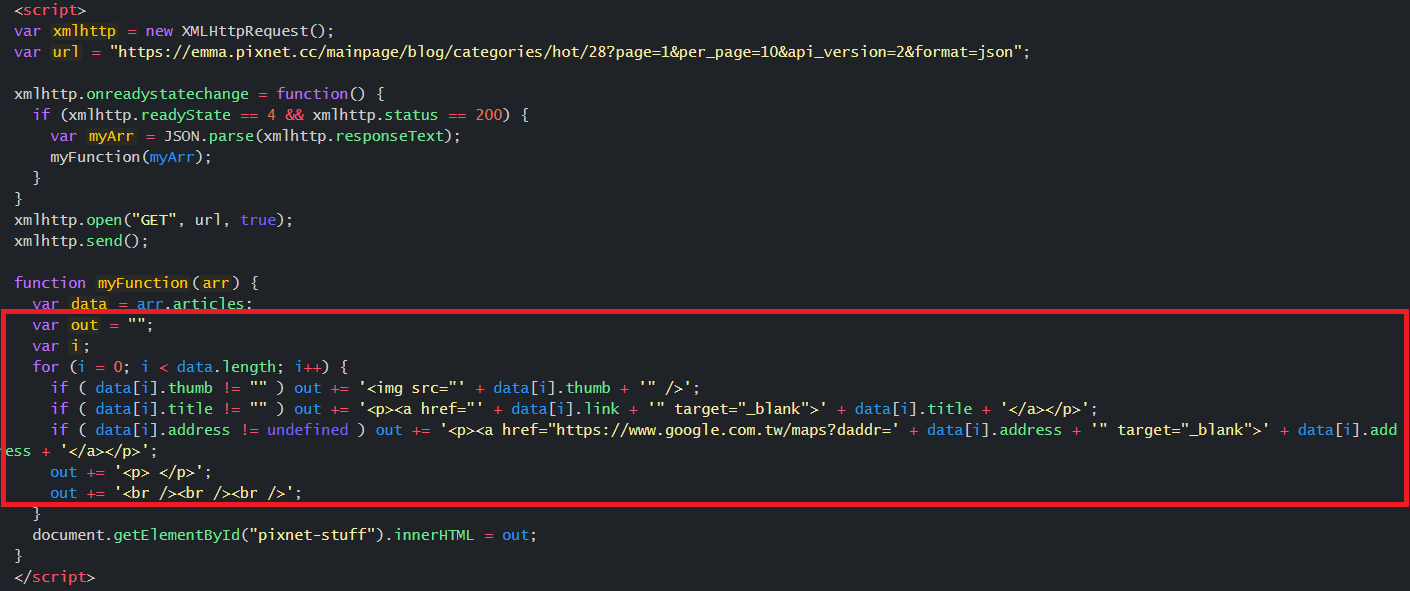 <script>
var xmlhttp = new XMLHttpRequest();
var url = "https://emma.pixnet.cc/mainpage/blog/categories/hot/28?page=1&per_page=10&api_version=2&format=json";
xmlhttp.onreadystatechange = function() {
if (xmlhttp.readyState == 4 && xmlhttp.status == 200) {
var myArr = JSON.parse(xmlhttp.responseText);
myFunction(myArr);
}
}
xmlhttp.open("GET", url, true);
xmlhttp.send();
function myFunction(arr) {
var data = arr.articles;
var out = "";
var i;
for (i = 0; i < data.length; i++) {
if ( data[i].thumb != "" ) out += '<img src="' + data[i].thumb + '" />';
if ( data[i].title != "" ) out += '<p><a href="' + data[i].link + '" target="_blank">' + data[i].title + '</a></p>';
if ( data[i].address != undefined ) out += '<p><a href="https://www.google.com.tw/maps?daddr=' + data[i].address + '" target="_blank">' + data[i].add
ess + '</a></p>';
out += '<p> </p>';
out += '<br /><br /><br />';
}
document.getElementById("pixnet-stuff").innerHTML = out;
}
</script>